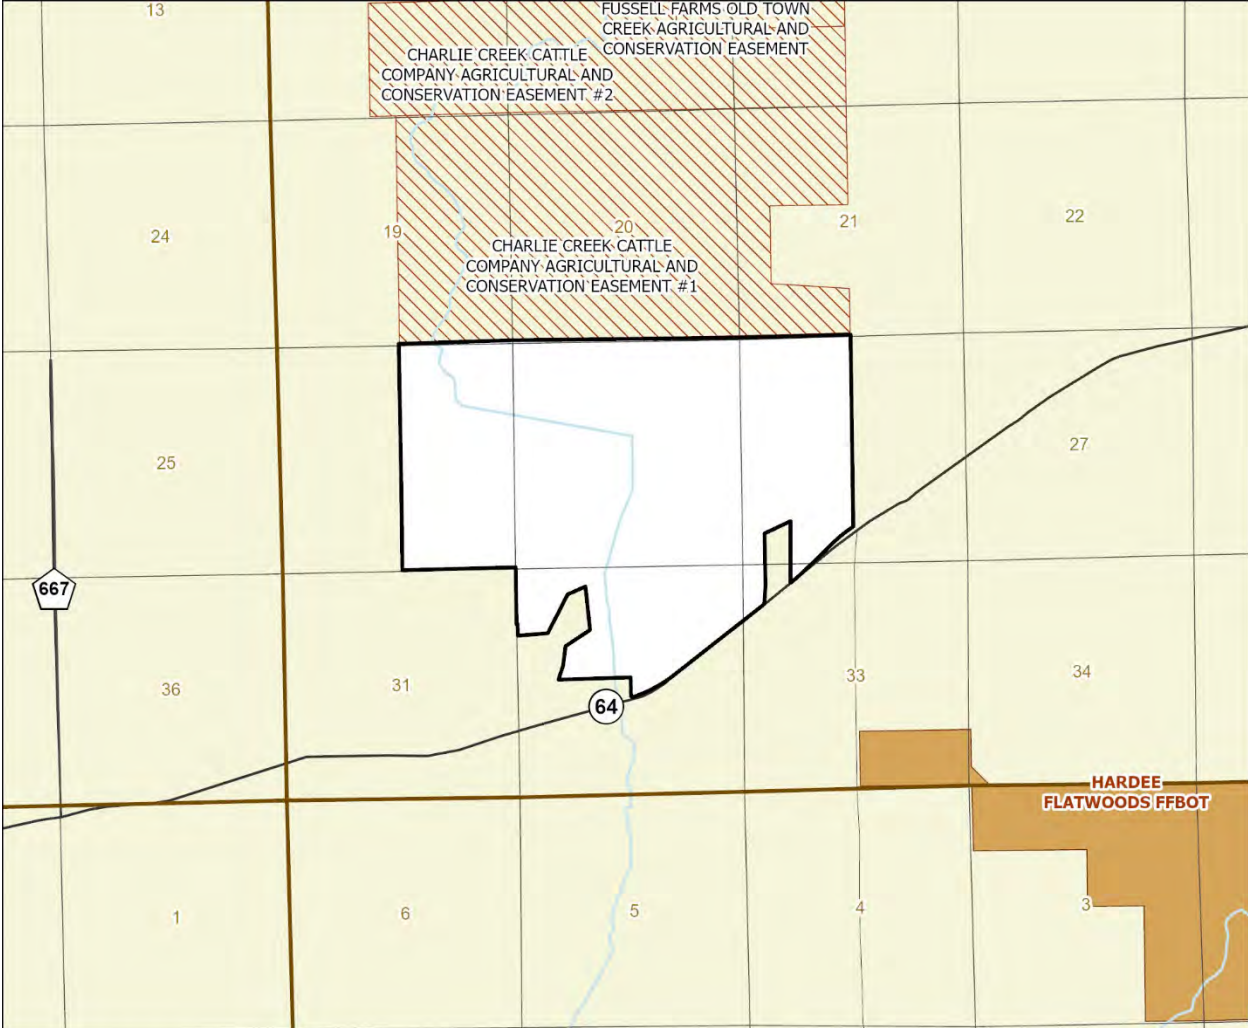 13
FUSSELL FARMS OLD TOWN
CREEK AGRICULTURAL AND
CONSERVATION EASEMENT
CHARLIE CREEK CATTLE
COMPANY AGRICULTURAL AND
CONSERVATION EASEMENT #2
24
19
20
21
22
CHARLIE CREEK CATTLE
COMPANY AGRICULTURAL AND
CONSERVATION EASEMENT #1
25
27
667
36
31
33
34
64
HARDEE
FLATWOODS FFBOT
1
6
5
4
3